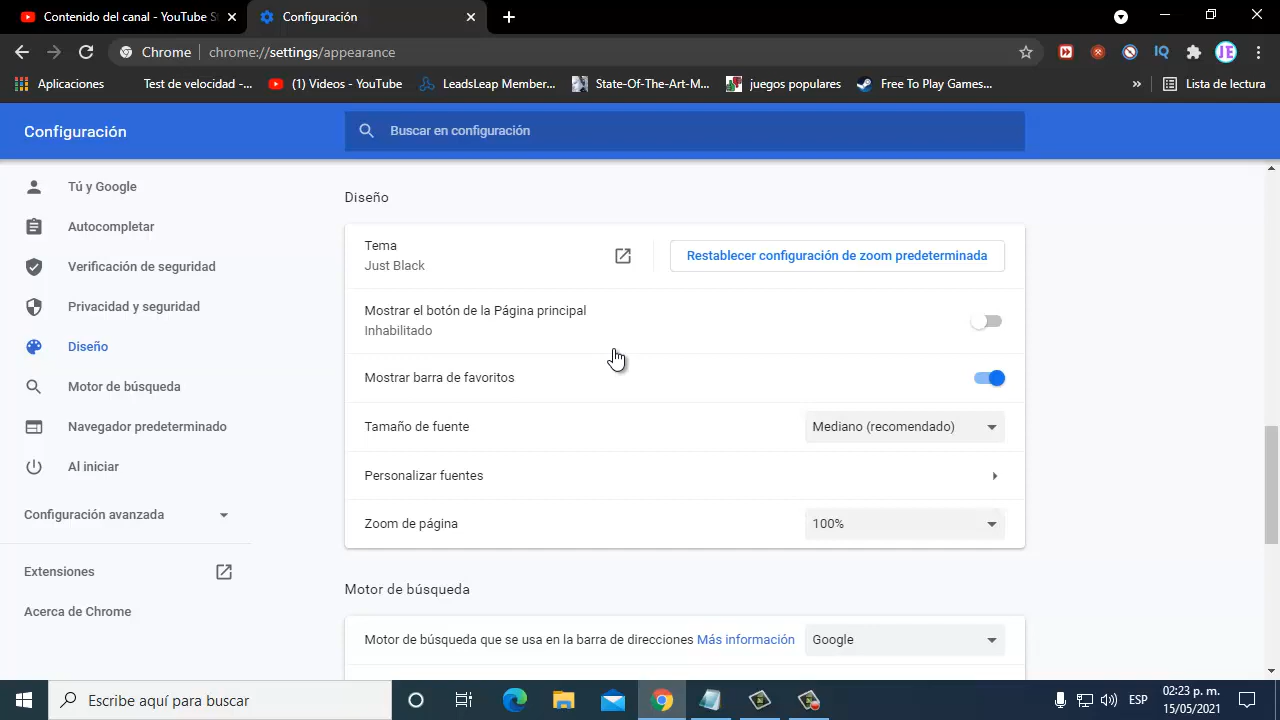 Contenido del canal - YouTube S
Configuración
Chrome
chrome://settings/appearance
IQ
JE
Aplicaciones
Test de velocidad -...
(1) Videos - YouTube
LeadsLeap Member...
State-Of-The-Art-M...
juegos populares
Free To Play Games...
»
Lista de lectura
Configuración
Buscar en configuración
Tú y Google
Autocompletar
Verificación de seguridad
Privacidad y seguridad
Diseño
Motor de búsqueda
Navegador predeterminado
Al iniciar
Configuración avanzada
Extensiones
Acerca de Chrome
Diseño
Tema
Just Black
Restablecer configuración de zoom predeterminada
Mostrar el botón de la Página principal
Inhabilitado
Mostrar barra de favoritos
Tamaño de fuente
Mediano (recomendado)
Personalizar fuentes
Zoom de página
100%
Motor de búsqueda
Motor de búsqueda que se usa en la barra de direcciones Más información
Google
Escribe aquí para buscar
ESP
02:23 p. m.
15/05/2021